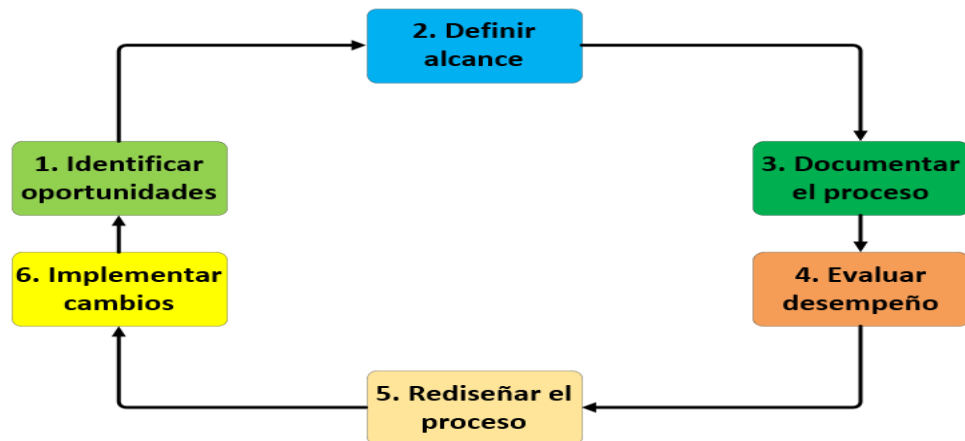 1. Identificar
oportunidades
2. Definir
alcance
3. Documentar
el proceso
4. Evaluar
desempeño
5. Rediseñar el
proceso
6. Implementar
cambios